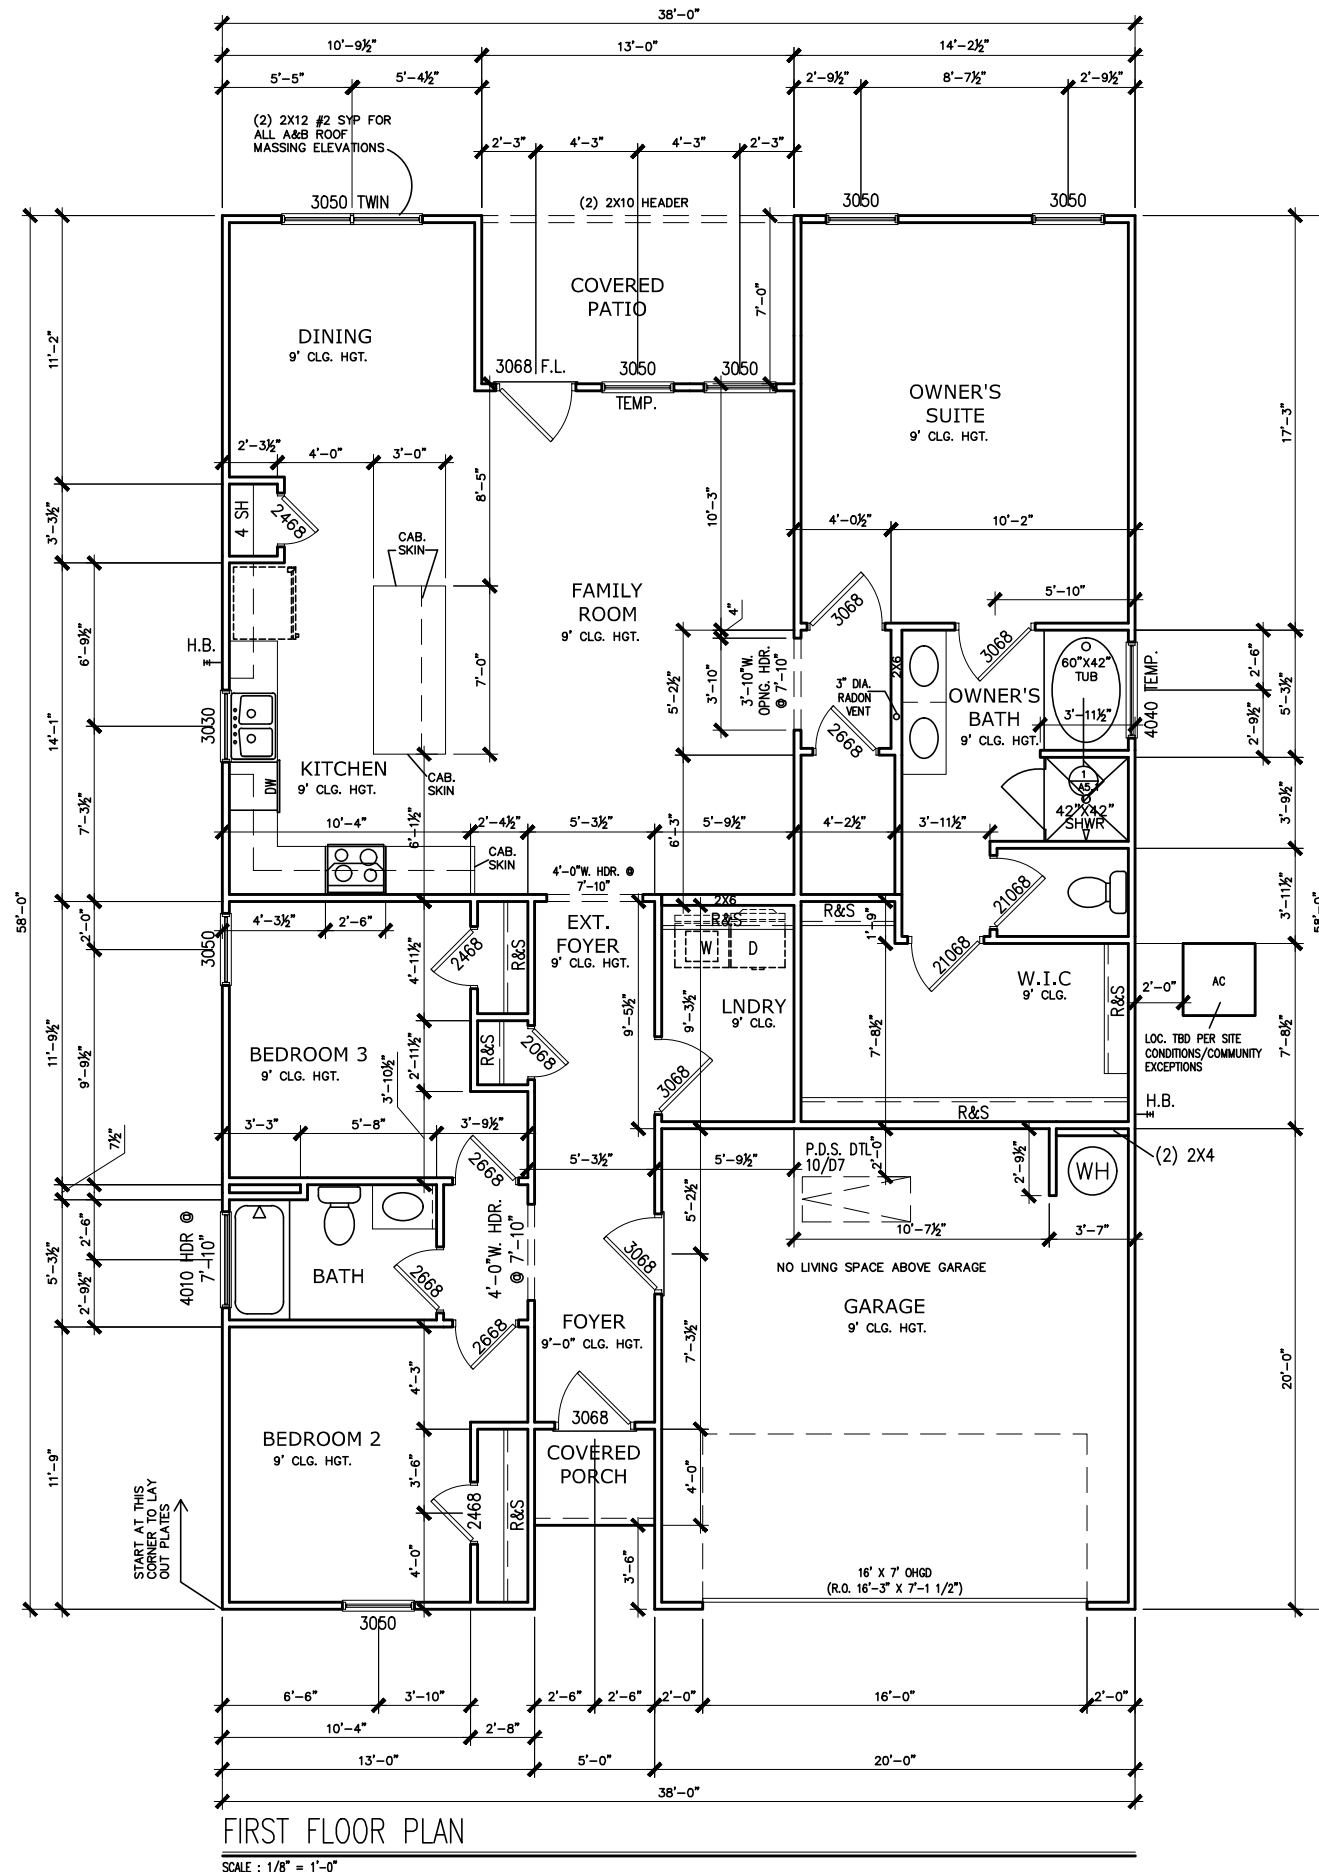 38'-0"
10'-9½"
13'-0"
14'-2½"
5'-5"
5'-4½"
2'-9½"
8'-7½"
2'-9½"
(2) 2X12 #2 SYP FOR
ALL A&B ROOF
MASSING ELEVATIONS
2'-3"
4'-3"
4'-3"
2'-3"
3050 TWIN
(2) 2X10 HEADER
3050
3050
COVERED
PATIO
7'-0"
DINING
9' CLG. HGT.
11'-2"
3068 F.L.
3050
3050
TEMP.
OWNER'S
SUITE
9' CLG. HGT.
17'-3"
2'-3½"
4'-0"
3'-0"
8'-5"
10'-3"
4'-0½"
10'-2"
4 SH
2468
3'-3½"
CAB.
SKIN
FAMILY
ROOM
9' CLG. HGT.
4"
3068
5'-10"
6'-9½"
H.B.
7'-0"
5'-2½"
3'-10"
3'-10"W.
OPNG. HDR.
@ 7'-10"
2X6
3" DIA.
RADON
VENT
3068
60"X42"
TUB
OWNER'S
BATH
9' CLG. HGT.
3'-11½"
TEMP.
4040
2'-6"
5'-3½"
2'-9½"
3030
14'-1"
2668
KITCHEN
9' CLG. HGT.
DW
CAB.
SKIN
1
A5.1
42"X42"
SHWR
7'-3½"
10'-4"
6'-1½"
2'-4½"
5'-3½"
5'-9½"
6'-3"
4'-2½"
3'-11½"
3'-9½"
CAB.
SKIN
4'-0"W. HDR. @
7'-10"
58'-0"
2'-0"
3050
4'-3½"
2'-6"
4'-11½"
2468
R&S
EXT.
FOYER
9' CLG. HGT.
2X6
R&S
W
D
R&S
1'-9"
21068
21068
3'-11½"
58'-0"
W.I.C
9' CLG.
R&S
2'-0"
AC
LNDRY
9' CLG.
9'-5½"
9'-3½"
7'-8½"
7'-8½"
LOC. TBD PER SITE
CONDITIONS/COMMUNITY
EXCEPTIONS
11'-9½"
9'-9½"
BEDROOM 3
9' CLG. HGT.
3'-10½"
2'-11½"
R&S
2068
3068
R&S
H.B.
7½"
3'-3"
5'-8"
3'-9½"
2668
5'-3½"
5'-9½"
P.D.S. DTL
10/D7
2'-0"
2'-9½"
WH
(2) 2X4
5'-2½"
10'-7½"
3'-7"
2'-6"
5'-3½"
2'-9½"
4010 HDR @
7'-10"
BATH
2668
4'-0"W. HDR.
@ 7'-10"
3068
NO LIVING SPACE ABOVE GARAGE
GARAGE
9' CLG. HGT.
2668
FOYER
9'-0" CLG. HGT.
7'-3½"
4'-3"
20'-0"
3068
BEDROOM 2
9' CLG. HGT.
11'-9"
COVERED
PORCH
3'-6"
2468
R&S
4'-0"
START AT THIS
CORNER TO LAY
OUT PLATES
4'-0"
3'-6"
16' X 7' OHGD
(R.O. 16'-3" X 7'-1 1/2")
3050
6'-6"
3'-10"
2'-6"
2'-6"
2'-0"
16'-0"
2'-0"
10'-4"
2'-8"
13'-0"
5'-0"
20'-0"
38'-0"
FIRST FLOOR PLAN
SCALE : 1/8" = 1'-0"